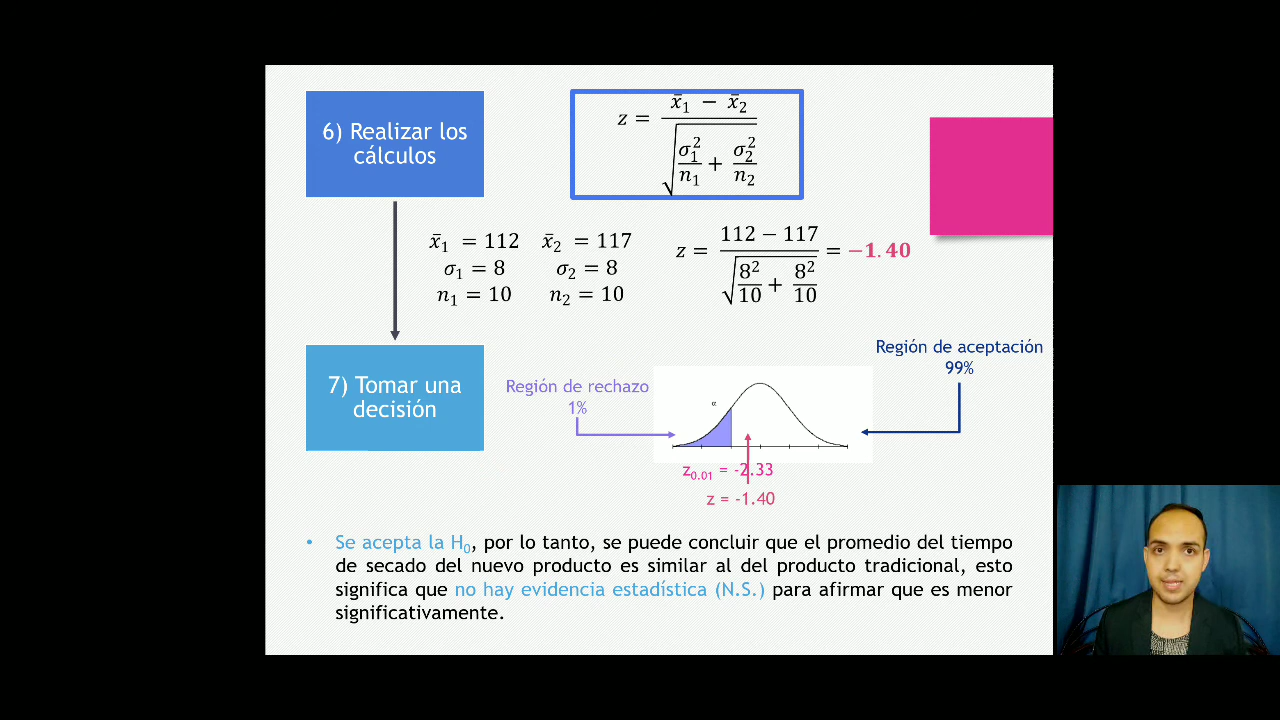 6) Realizar los
cálculos
z = (x̄₁ − x̄₂) / √(σ₁²/n₁ + σ₂²/n₂)
x̄₁ = 112 x̄₂ = 117
σ₁ = 8 σ₂ = 8
n₁ = 10 n₂ = 10
z = (112 − 117) / √(8²/10 + 8²/10) = −1.40
7) Tomar una
decisión
Región de rechazo
1%
α
Región de aceptación
99%
z₀.₀₁ = -2.33
z = -1.40
• Se acepta la H₀, por lo tanto, se puede concluir que el promedio del tiempo
de secado del nuevo producto es similar al del producto tradicional, esto
significa que no hay evidencia estadística (N.S.) para afirmar que es menor
significativamente.